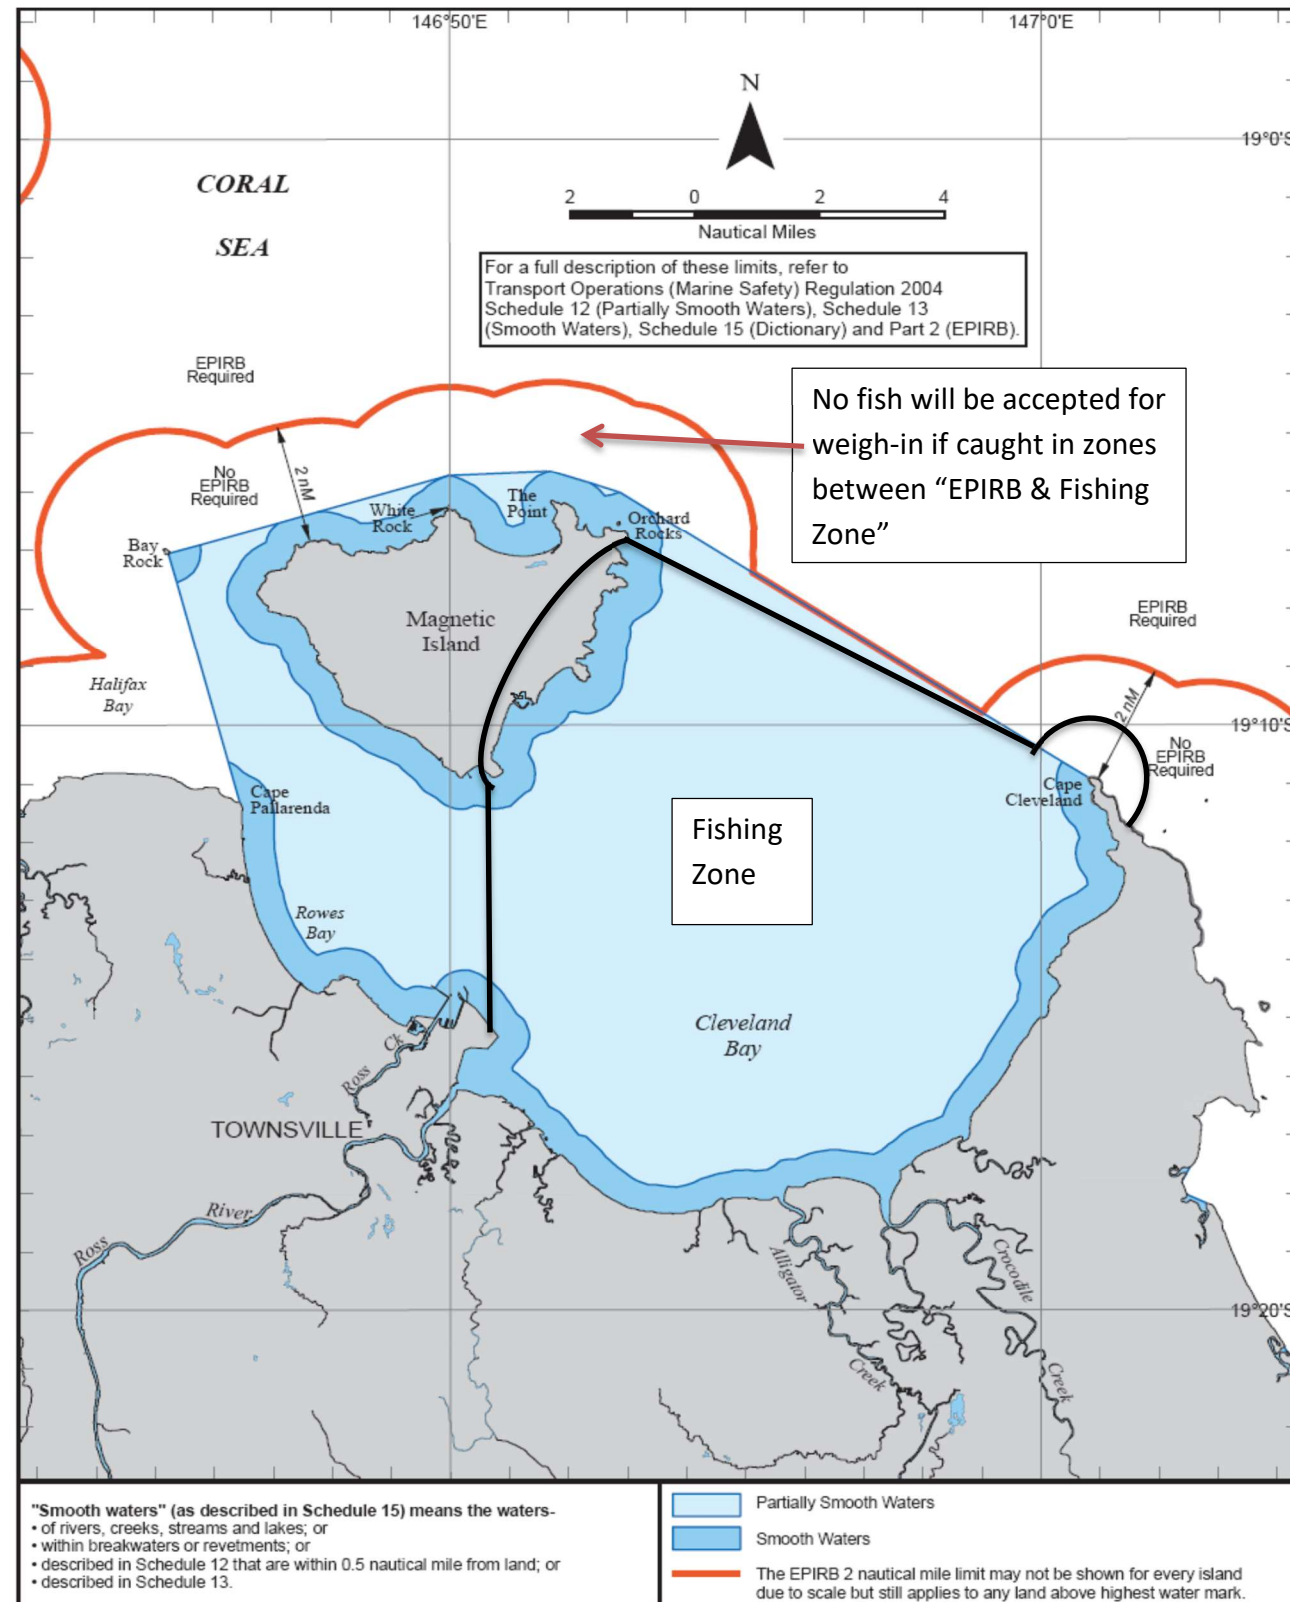 146°50'E
147°0'E
N
19°0'S
CORAL
SEA
2 0 2 4
Nautical Miles
For a full description of these limits, refer to
Transport Operations (Marine Safety) Regulation 2004
Schedule 12 (Partially Smooth Waters), Schedule 13
(Smooth Waters), Schedule 15 (Dictionary) and Part 2 (EPIRB).
EPIRB
Required
No fish will be accepted for
weigh-in if caught in zones
between “EPIRB & Fishing
Zone”
No
EPIRB
Required
2 nM
White
Rock
The
Point
Orchard
Rocks
Bay
Rock
Magnetic
Island
EPIRB
Required
Halifax
Bay
2 nM
19°10'S
No
EPIRB
Required
Cape
Pallarenda
Cape
Cleveland
Fishing
Zone
Rowes
Bay
Cleveland
Bay
Ross Ck
TOWNSVILLE
Ross River
Alligator Creek
Crocodile Creek
19°20'S
"Smooth waters" (as described in Schedule 15) means the waters-
• of rivers, creeks, streams and lakes; or
• within breakwaters or revetments; or
• described in Schedule 12 that are within 0.5 nautical mile from land; or
• described in Schedule 13.
Partially Smooth Waters
Smooth Waters
The EPIRB 2 nautical mile limit may not be shown for every island
due to scale but still applies to any land above highest water mark.